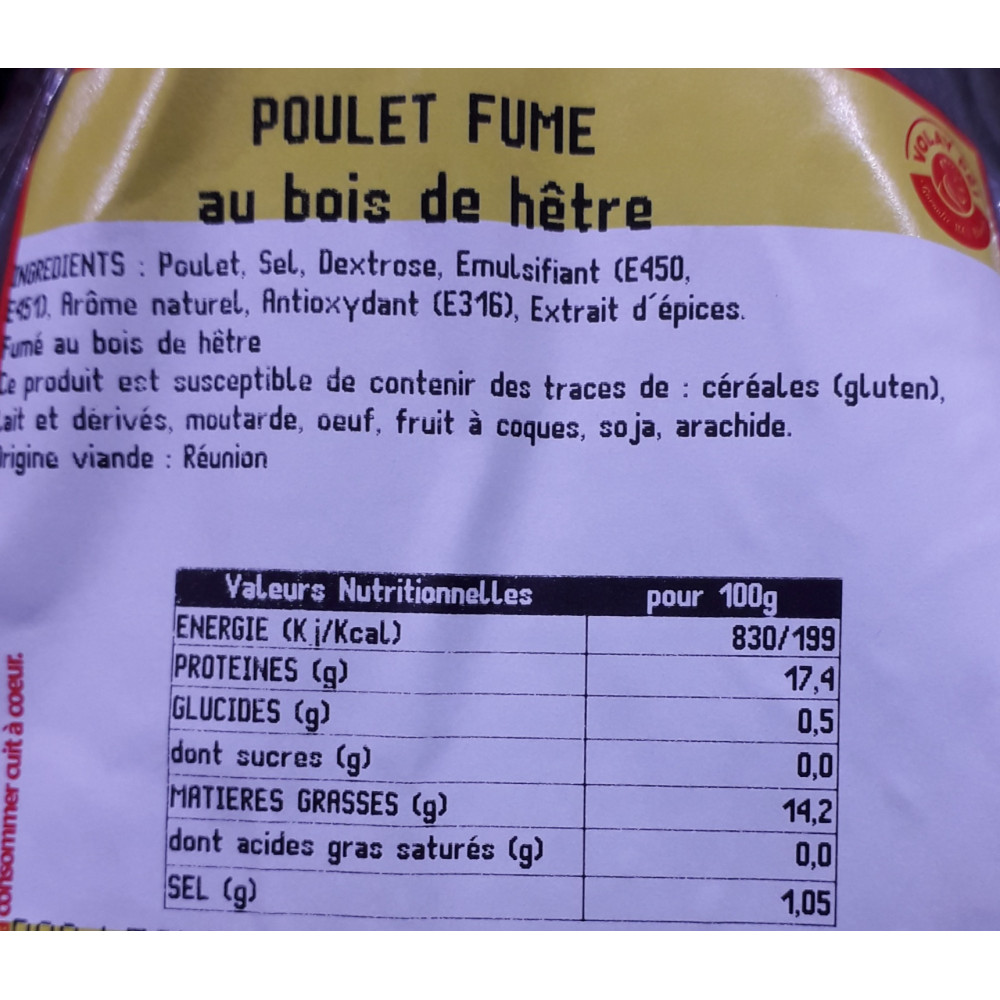 POULET FUME
au bois de hêtre
VOLAY
INGREDIENTS : Poulet, Sel, Dextrose, Emulsifiant (E450,
E451), Arôme naturel, Antioxydant (E316), Extrait d´épices.
Fumé au bois de hêtre
Ce produit est susceptible de contenir des traces de : céréales (gluten),
Lait et dérivés, moutarde, oeuf, fruit à coques, soja, arachide.
Origine viande : Réunion
Valeurs Nutritionnelles pour 100g
ENERGIE (Kj/Kcal) 830/199
PROTEINES (g) 17,4
GLUCIDES (g) 0,5
dont sucres (g) 0,0
MATIERES GRASSES (g) 14,2
dont acides gras saturés (g) 0,0
SEL (g) 1,05
consommer cuit à coeur.